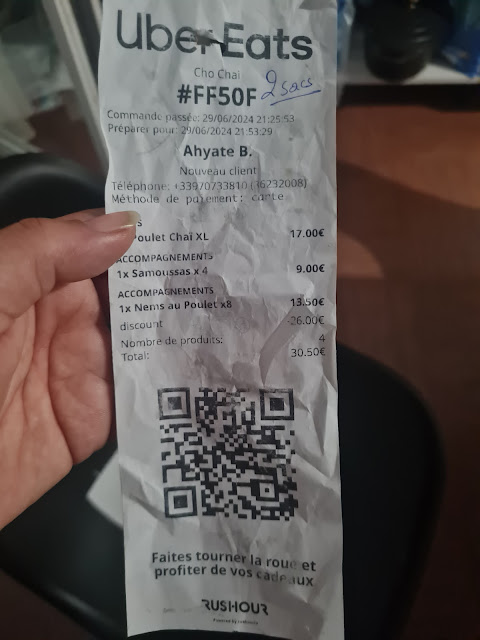 Uber Eats
Cho Chai
#FF50F 2 sacs
Commande passée: 29/06/2024 21:25:53
Préparer pour: 29/06/2024 21:53:29
Ahyate B.
Nouveau client
Téléphone: +33970733810 (36232008)
Méthode de paiement: carte
Poulet Chaï XL 17.00€
ACCOMPAGNEMENTS
1x Samoussas x 4 9.00€
ACCOMPAGNEMENTS
1x Nems au Poulet x8 13.50€
discount -26.00€
Nombre de produits: 4
Total: 30.50€
Faites tourner la roue et
profiter de vos cadeaux
RUSHOUR